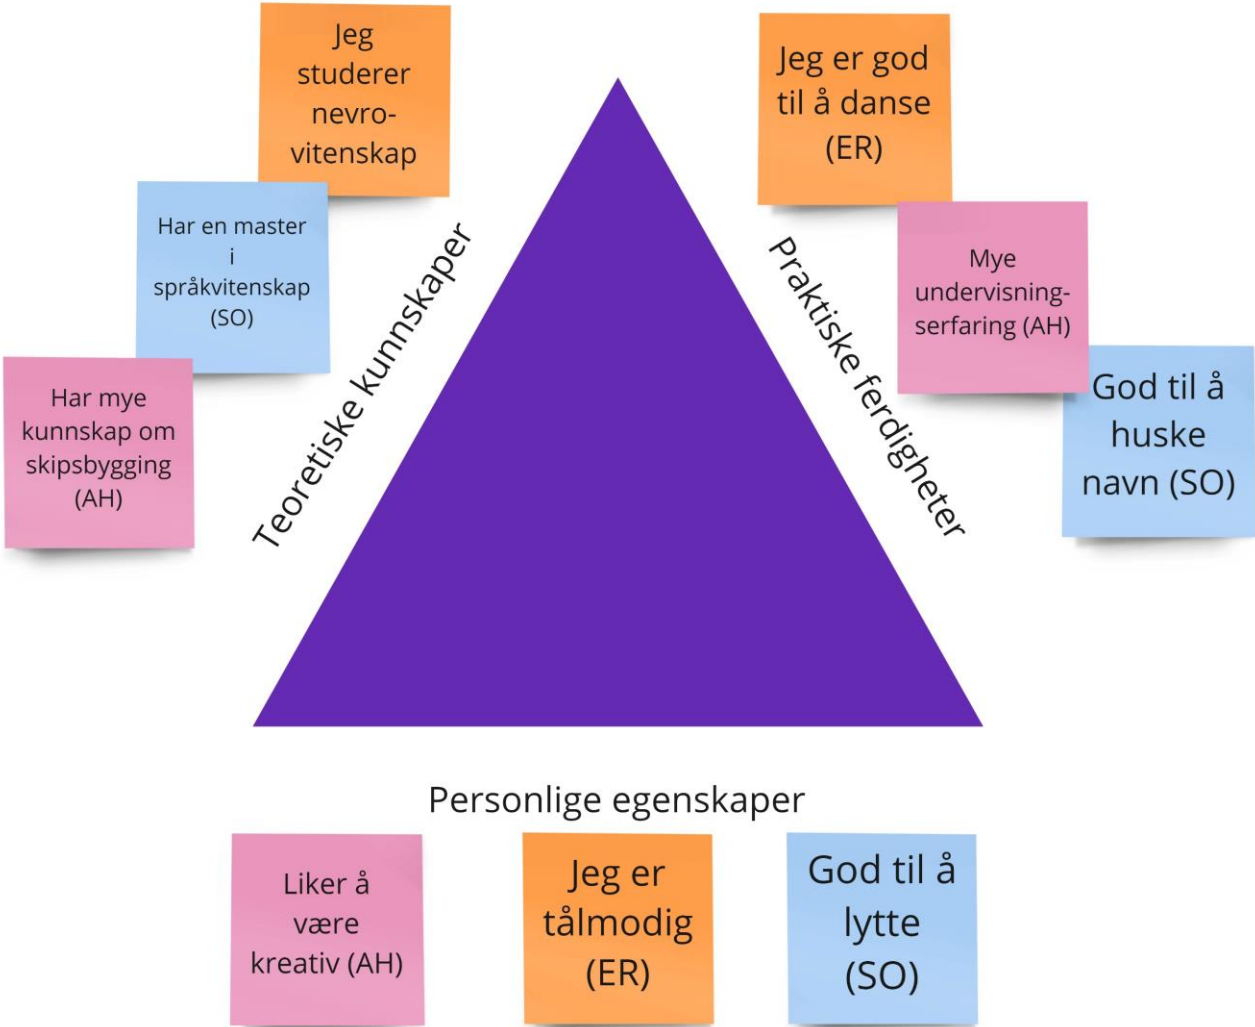 Jeg
studerer
nevro-
vitenskap
Har en master
i
språkvitenskap
(SO)
Har mye
kunnskap om
skipsbygging
(AH)
Teoretiske kunnskaper
Jeg er god
til å danse
(ER)
Mye
undervisning-
serfaring (AH)
God til å
huske
navn (SO)
Praktiske ferdigheter
Personlige egenskaper
Liker å
være
kreativ (AH)
Jeg er
tålmodig
(ER)
God til å
lytte
(SO)